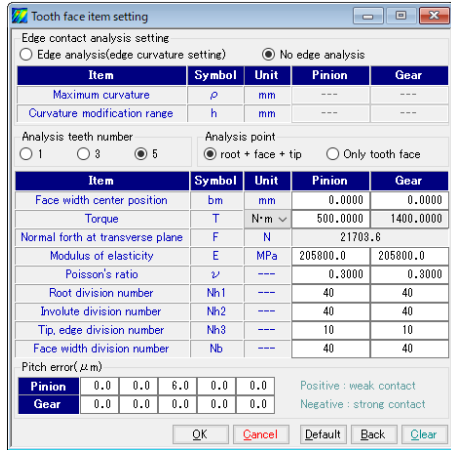 Tooth face item setting
Edge contact analysis setting
Edge analysis(edge curvature setting) No edge analysis
Item Symbol Unit Pinion Gear
Maximum curvature ρ mm --- ---
Curvature modification range h mm --- ---
Analysis teeth number Analysis point
1 3 5 root + face + tip Only tooth face
Item Symbol Unit Pinion Gear
Face width center position bm mm 0.0000 0.0000
Torque T N･m 500.0000 1400.0000
Normal forth at transverse plane F N 21703.6
Modulus of elasticity E MPa 205800.0 205800.0
Poisson's ratio ν --- 0.3000 0.3000
Root division number Nh1 --- 40 40
Involute division number Nh2 --- 40 40
Tip, edge division number Nh3 --- 10 10
Face width division number Nb --- 40 40
Pitch error(μm)
Pinion 0.0 0.0 6.0 0.0 0.0 Positive : weak contact
Gear 0.0 0.0 0.0 0.0 0.0 Negative : strong contact
OK Cancel Default Back Clear